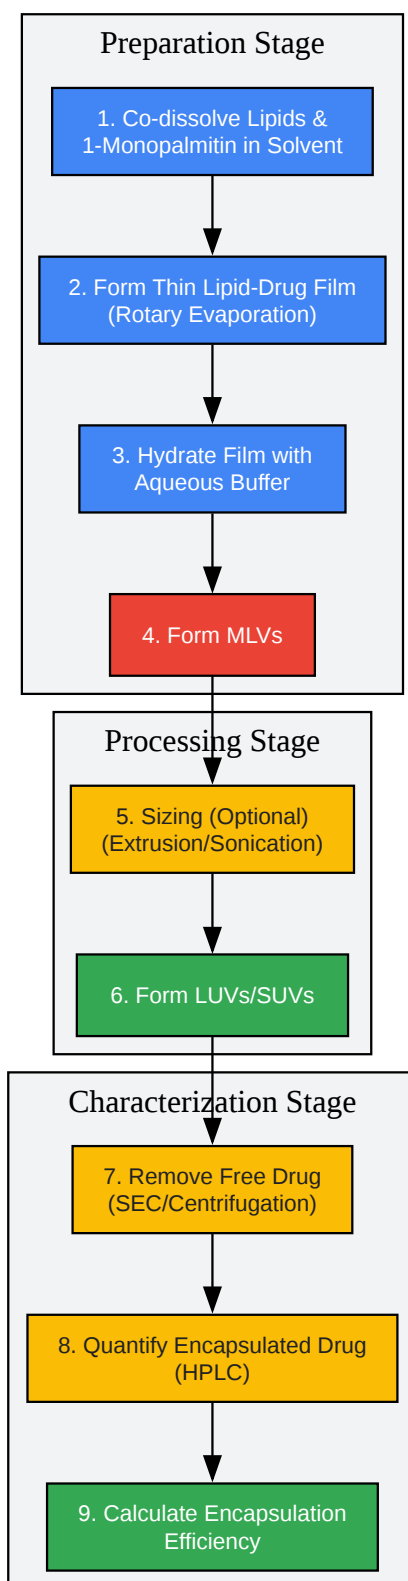 Preparation Stage
1. Co-dissolve Lipids &
1-Monopalmitin in Solvent
2. Form Thin Lipid-Drug Film
(Rotary Evaporation)
3. Hydrate Film with
Aqueous Buffer
4. Form MLVs
Processing Stage
5. Sizing (Optional)
(Extrusion/Sonication)
6. Form LUVs/SUVs
Characterization Stage
7. Remove Free Drug
(SEC/Centrifugation)
8. Quantify Encapsulated Drug
(HPLC)
9. Calculate Encapsulation
Efficiency